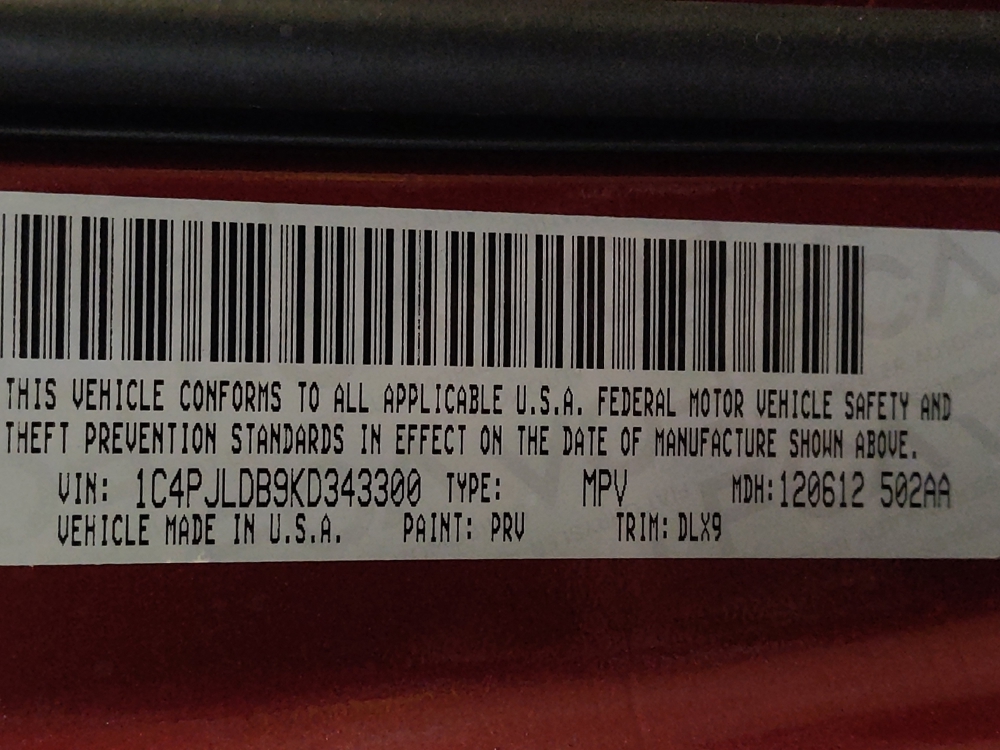 THIS VEHICLE CONFORMS TO ALL APPLICABLE U.S.A. FEDERAL MOTOR VEHICLE SAFETY AND
THEFT PREVENTION STANDARDS IN EFFECT ON THE DATE OF MANUFACTURE SHOWN ABOVE.
VIN: 1C4PJLDB9KD343300 TYPE: MPV MDH: 120612 502AA
VEHICLE MADE IN U.S.A. PAINT: PRV TRIM: DLX9